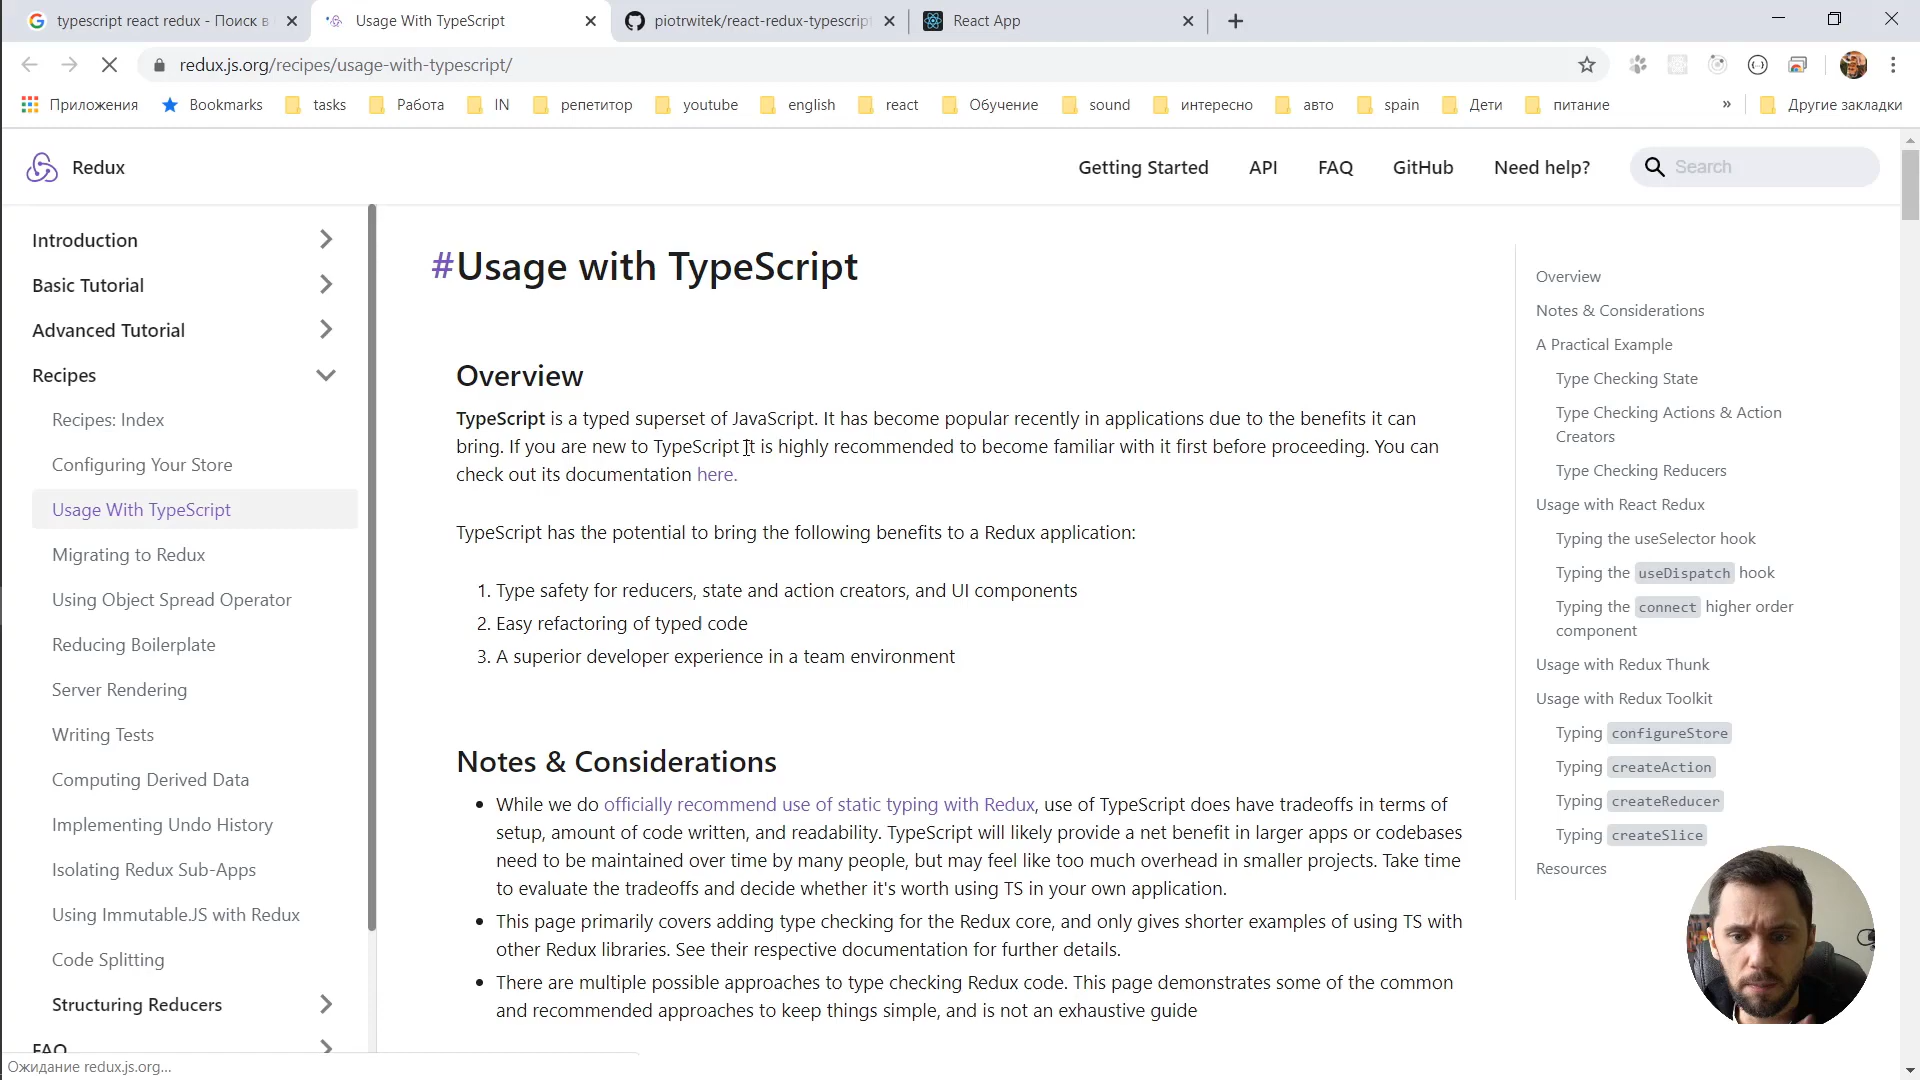 typescript react redux - Поиск в
Usage With TypeScript
piotrwitek/react-redux-typescript
React App
redux.js.org/recipes/usage-with-typescript/
Приложения
Bookmarks
tasks
Работа
IN
репетитор
youtube
english
react
Обучение
sound
интересно
авто
spain
Дети
питание
»
Другие закладки
Redux
Getting Started
API
FAQ
GitHub
Need help?
Search
Introduction
Basic Tutorial
Advanced Tutorial
Recipes
Recipes: Index
Configuring Your Store
Usage With TypeScript
Migrating to Redux
Using Object Spread Operator
Reducing Boilerplate
Server Rendering
Writing Tests
Computing Derived Data
Implementing Undo History
Isolating Redux Sub-Apps
Using ImmutableJS with Redux
Code Splitting
Structuring Reducers
FAQ
#Usage with TypeScript
Overview
TypeScript is a typed superset of JavaScript. It has become popular recently in applications due to the benefits it can
bring. If you are new to TypeScript it is highly recommended to become familiar with it first before proceeding. You can
check out its documentation here.
TypeScript has the potential to bring the following benefits to a Redux application:
1. Type safety for reducers, state and action creators, and UI components
2. Easy refactoring of typed code
3. A superior developer experience in a team environment
Notes & Considerations
• While we do officially recommend use of static typing with Redux, use of TypeScript does have tradeoffs in terms of
setup, amount of code written, and readability. TypeScript will likely provide a net benefit in larger apps or codebases
need to be maintained over time by many people, but may feel like too much overhead in smaller projects. Take time
to evaluate the tradeoffs and decide whether it's worth using TS in your own application.
• This page primarily covers adding type checking for the Redux core, and only gives shorter examples of using TS with
other Redux libraries. See their respective documentation for further details.
• There are multiple possible approaches to type checking Redux code. This page demonstrates some of the common
and recommended approaches to keep things simple, and is not an exhaustive guide
Overview
Notes & Considerations
A Practical Example
Type Checking State
Type Checking Actions & Action
Creators
Type Checking Reducers
Usage with React Redux
Typing the useSelector hook
Typing the useDispatch hook
Typing the connect higher order
component
Usage with Redux Thunk
Usage with Redux Toolkit
Typing configureStore
Typing createAction
Typing createReducer
Typing createSlice
Resources
Ожидание redux.js.org...